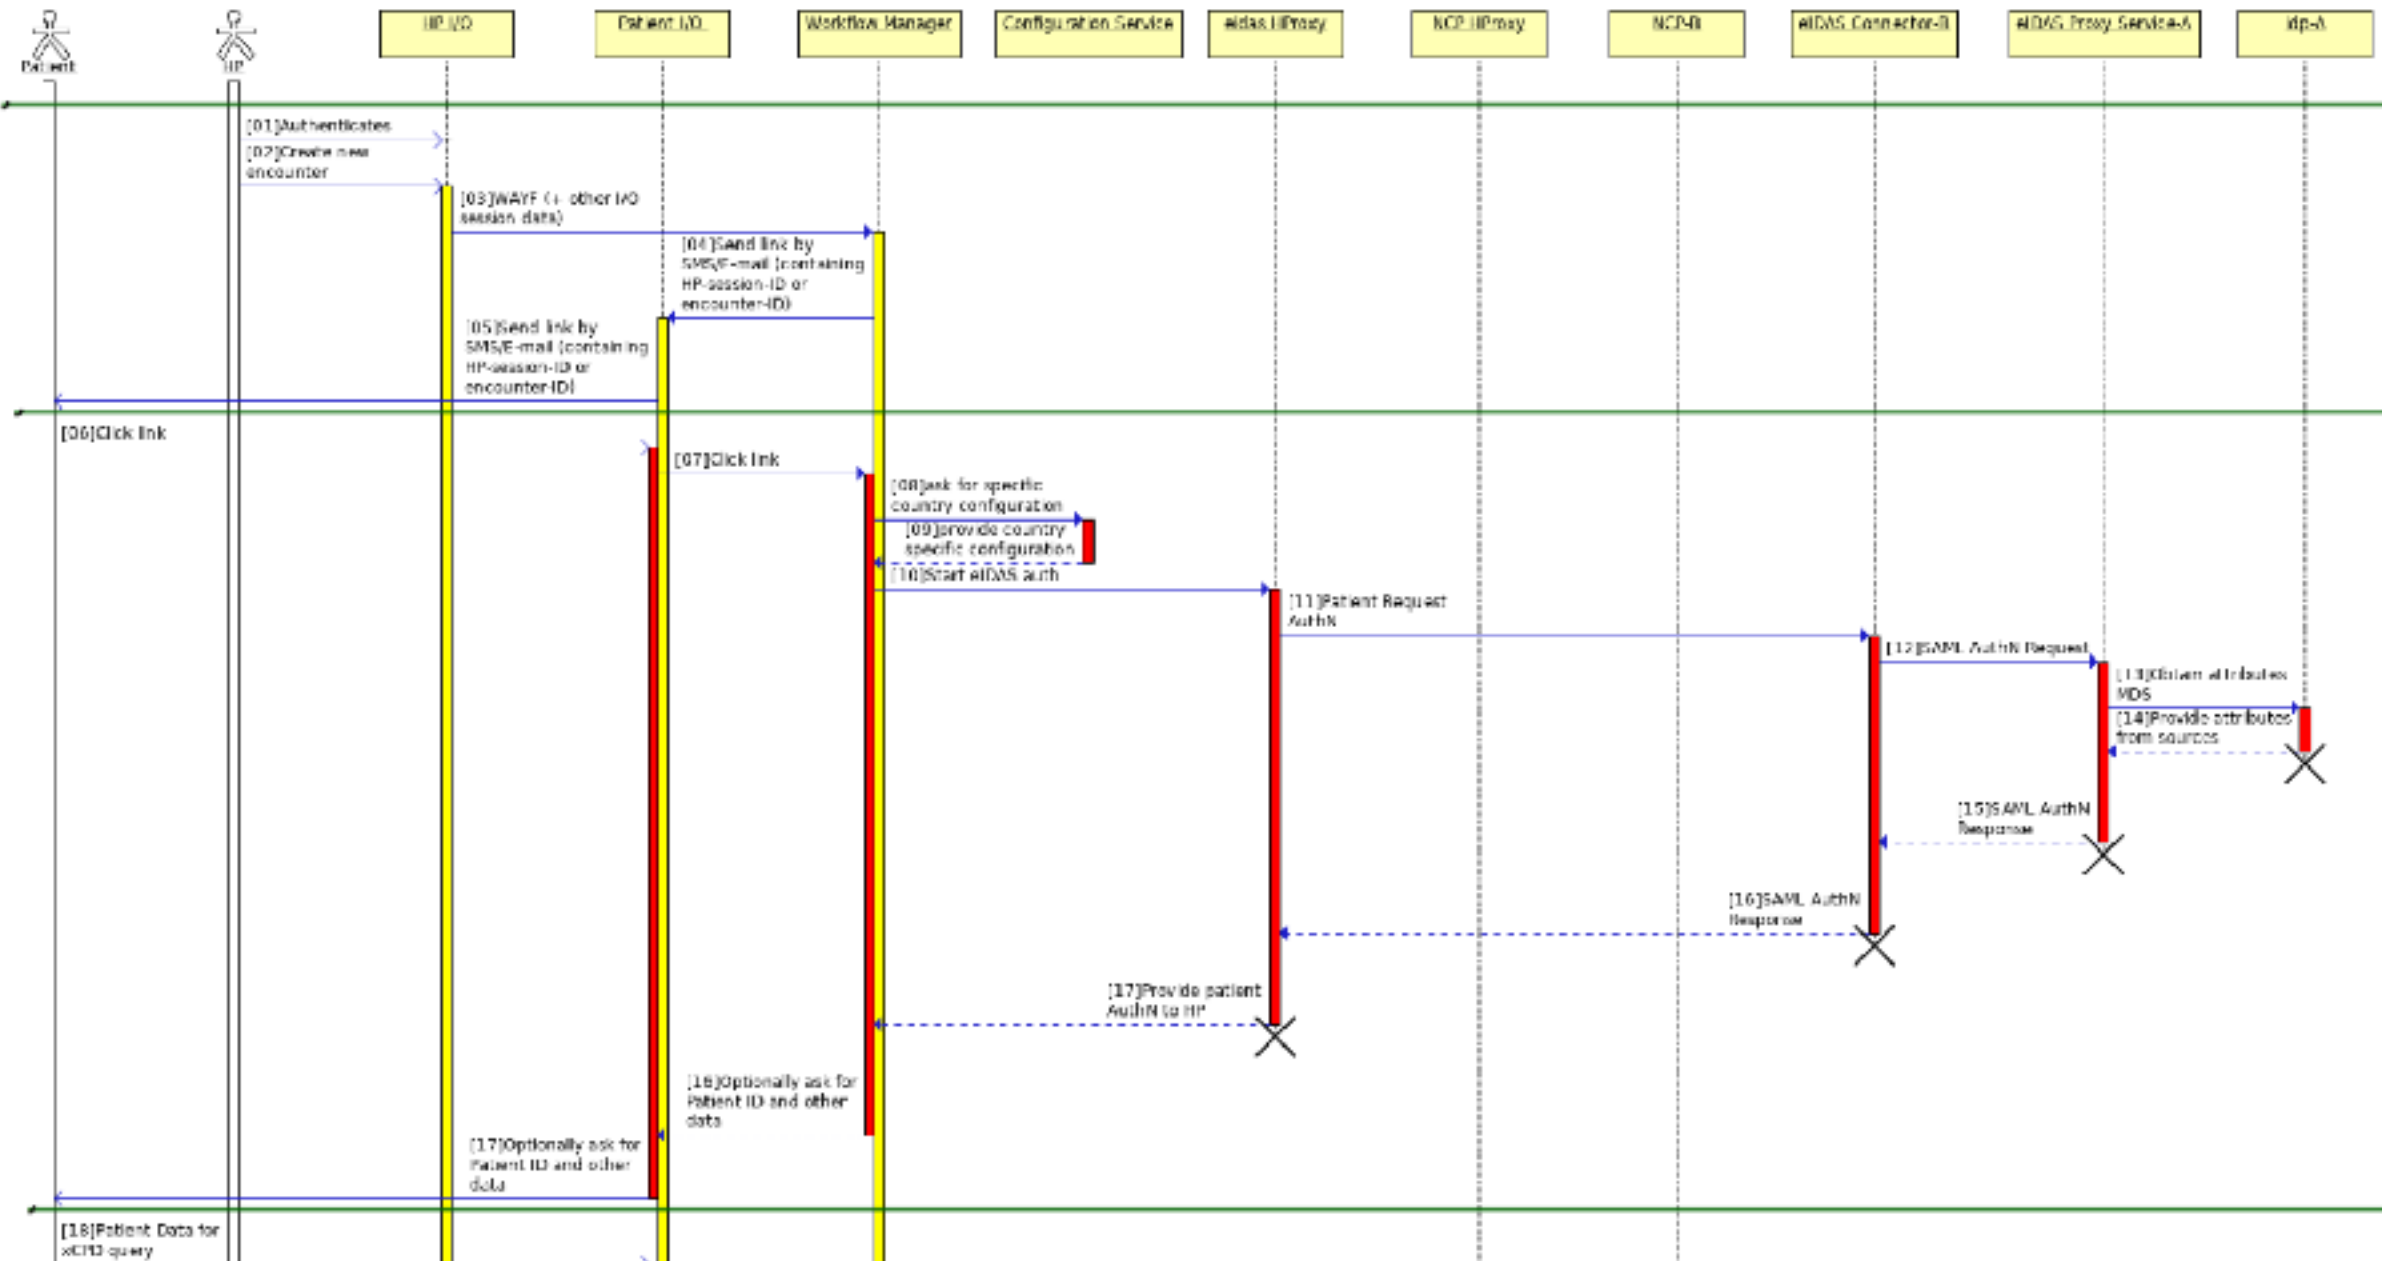 Patient
HP
HP I/O
Patient I/O
Workflow Manager
Configuration Service
eidas HProxy
NCP HProxy
NCP-B
eIDAS Connector-B
eIDAS Proxy Service-A
idp-A
[01]Authenticates
[02]Create new
encounter
[03]WAYF (+ other I/O
session data)
[04]Send link by
SMS/E-mail (containing
HP-session-ID or
encounter-ID)
[05]Send link by
SMS/E-mail (containing
HP-session-ID or
encounter-ID)
[06]Click link
[07]Click link
[08]ask for specific
country configuration
[09]provide country
specific configuration
[10]Start eIDAS auth
[11]Patient Request
AuthN
[12]SAML AuthN Request
[13]Obtain attributes
MDS
[14]Provide attributes
from sources
[15]SAML AuthN
Response
[16]SAML AuthN
Response
[17]Provide patient
AuthN to HP
[16]Optionally ask for
Patient ID and other
data
[17]Optionally ask for
Patient ID and other
data
[18]Patient Data for
xCPD query